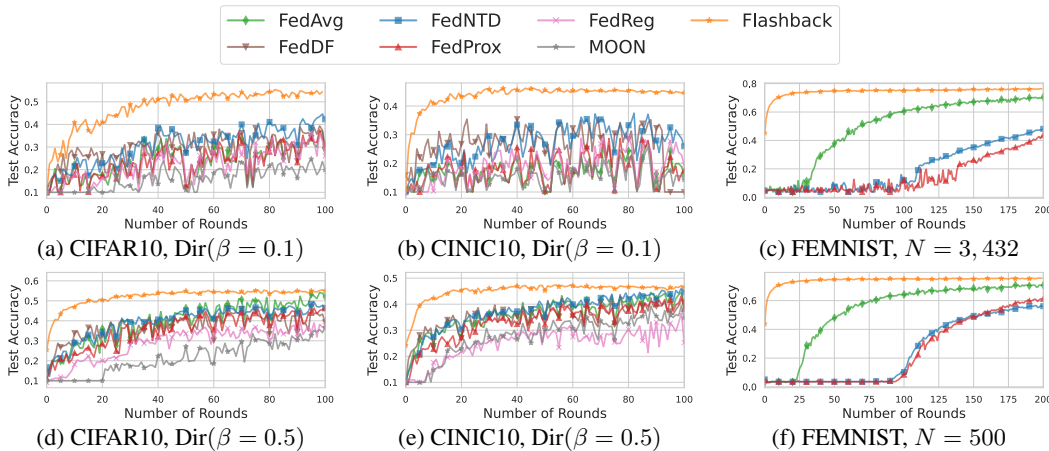 FedAvg FedNTD FedReg Flashback
FedDF FedProx MOON
Test Accuracy
0.5
0.4
0.3
0.2
0.1
0 20 40 60 80 100
Number of Rounds
(a) CIFAR10, Dir(β = 0.1)
Test Accuracy
0.4
0.3
0.2
0.1
0 20 40 60 80 100
Number of Rounds
(b) CINIC10, Dir(β = 0.1)
Test Accuracy
0.8
0.6
0.4
0.2
0.0
0 25 50 75 100 125 150 175 200
Number of Rounds
(c) FEMNIST, N = 3, 432
Test Accuracy
0.6
0.5
0.4
0.3
0.2
0.1
0 20 40 60 80 100
Number of Rounds
(d) CIFAR10, Dir(β = 0.5)
Test Accuracy
0.5
0.4
0.3
0.2
0.1
0 20 40 60 80 100
Number of Rounds
(e) CINIC10, Dir(β = 0.5)
Test Accuracy
0.6
0.4
0.2
0.0
0 25 50 75 100 125 150 175 200
Number of Rounds
(f) FEMNIST, N = 500